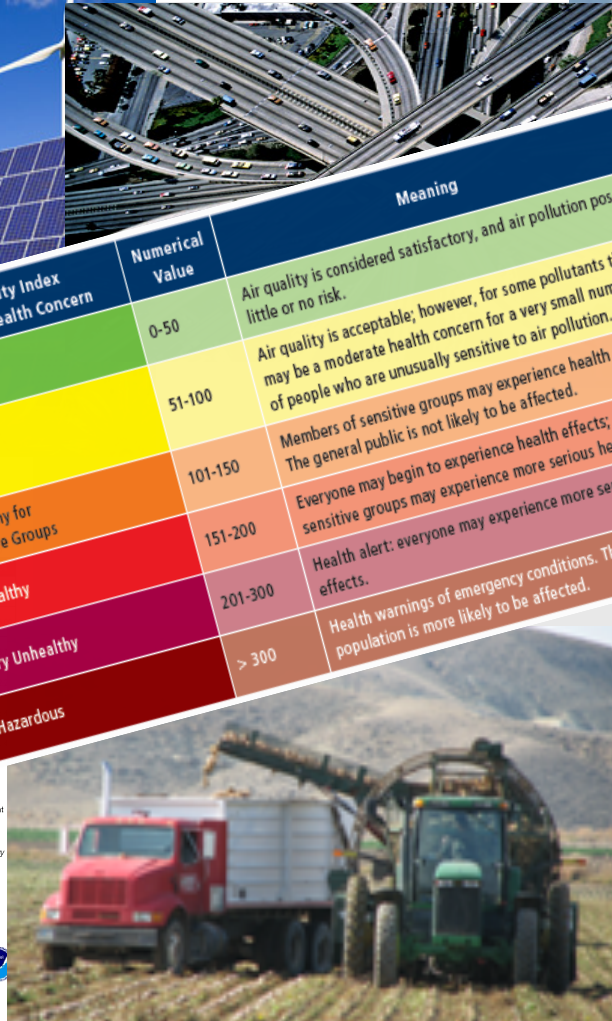 ity Index
ealth Concern
Numerical
Value
Meaning
0-50
Air quality is considered satisfactory, and air pollution pos
little or no risk.
51-100
Air quality is acceptable; however, for some pollutants t
may be a moderate health concern for a very small num
of people who are unusually sensitive to air pollution.
y for
e Groups
101-150
Members of sensitive groups may experience health
The general public is not likely to be affected.
althy
151-200
Everyone may begin to experience health effects;
sensitive groups may experience more serious he
ry Unhealthy
201-300
Health alert: everyone may experience more se
effects.
Hazardous
> 300
Health warnings of emergency conditions. Th
population is more likely to be affected.
nt
y